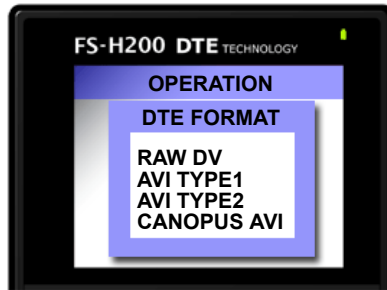 FS-H200 DTE TECHNOLOGY
OPERATION
DTE FORMAT
RAW DV
AVI TYPE1
AVI TYPE2
CANOPUS AVI